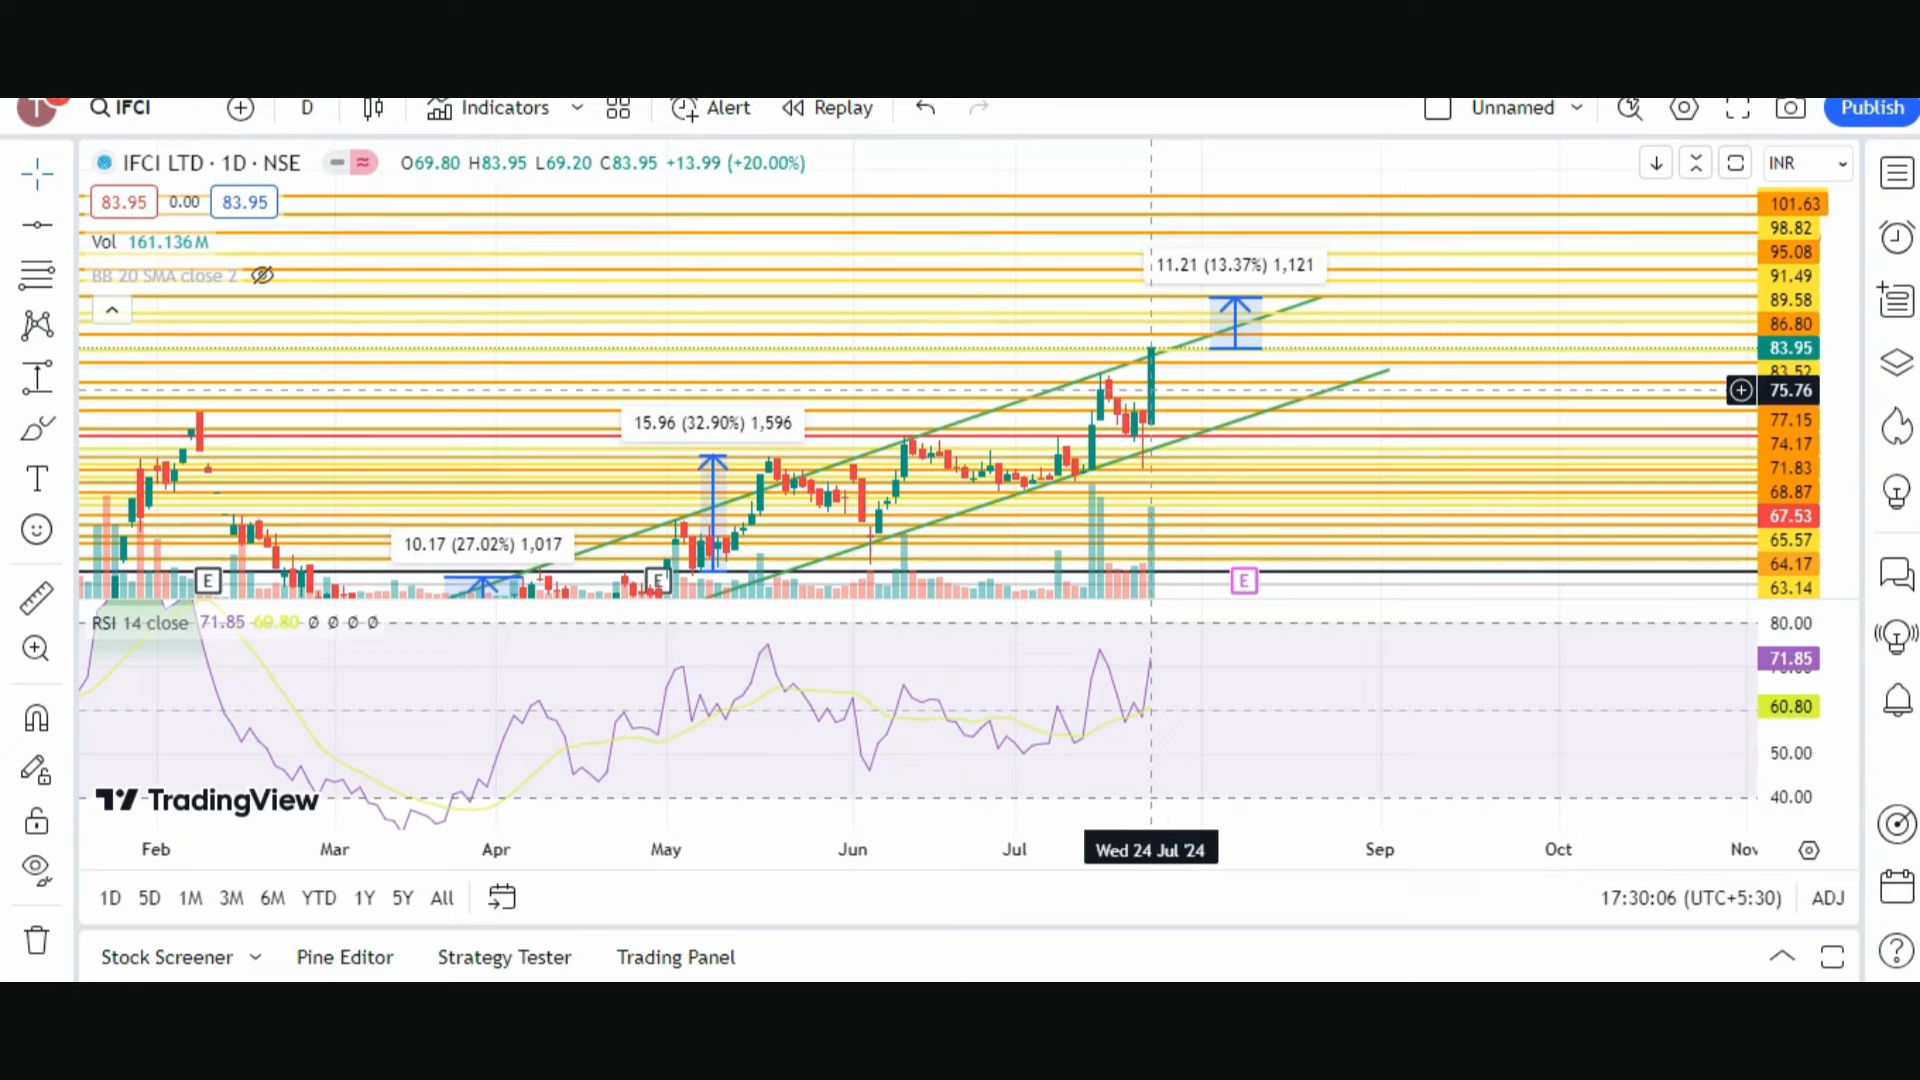 T IFCI D Indicators Alert Replay Unnamed Publish
IFCI LTD · 1D · NSE O69.80 H83.95 L69.20 C83.95 +13.99 (+20.00%) INR
83.95 0.00 83.95
Vol 161.136M
BB 20 SMA close 2
101.63
98.82
95.08
91.49
89.58
86.80
83.95
83.52
75.76
77.15
74.17
71.83
68.87
67.53
65.57
64.17
63.14
11.21 (13.37%) 1,121
15.96 (32.90%) 1,596
10.17 (27.02%) 1,017
E E E
RSI 14 close 71.85 60.80 Ø Ø Ø Ø
80.00
71.85
60.80
50.00
40.00
TradingView
Feb Mar Apr May Jun Jul Wed 24 Jul '24 Sep Oct Nov
1D 5D 1M 3M 6M YTD 1Y 5Y All 17:30:06 (UTC+5:30) ADJ
Stock Screener Pine Editor Strategy Tester Trading Panel